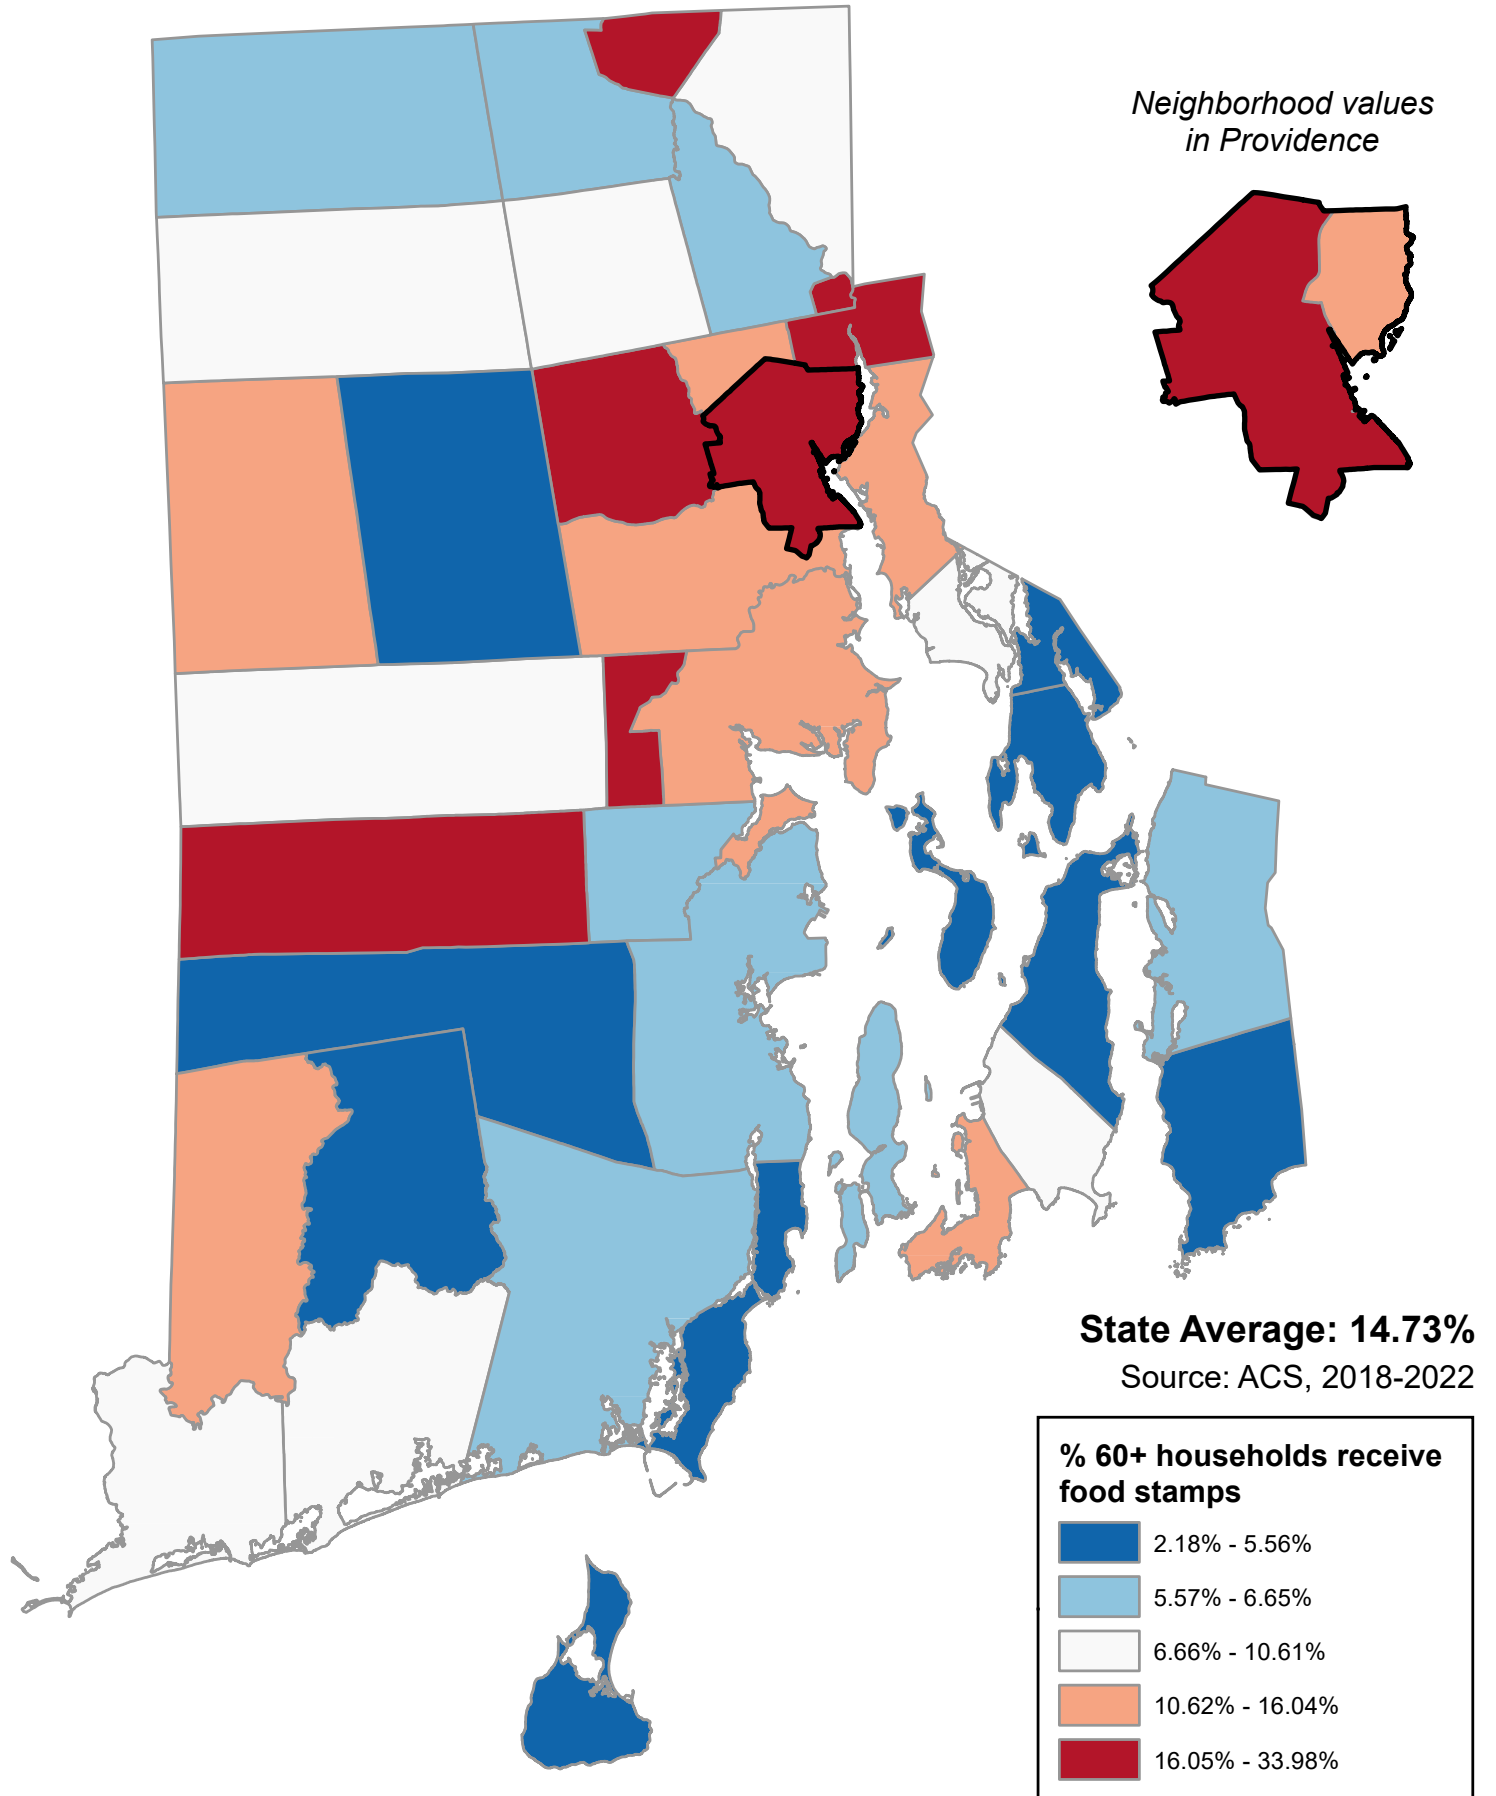 Neighborhood values
in Providence
State Average: 14.73%
Source: ACS, 2018-2022
% 60+ households receive
food stamps
2.18% - 5.56%
5.57% - 6.65%
6.66% - 10.61%
10.62% - 16.04%
16.05% - 33.98%